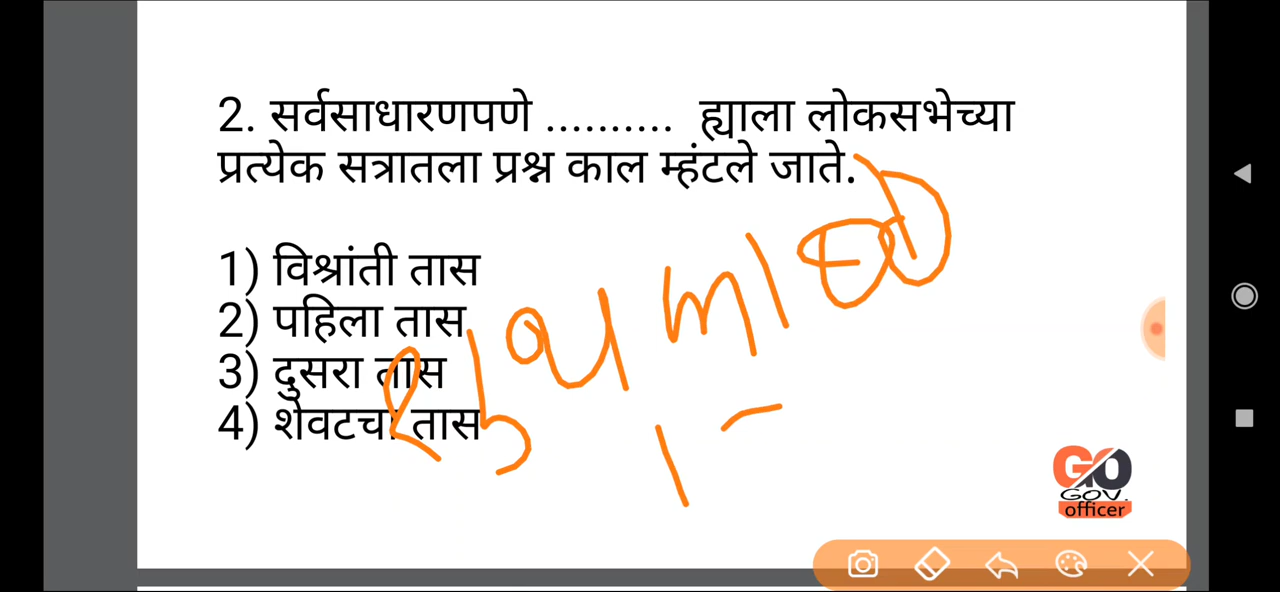 2. सर्वसाधारणपणे .......... ह्याला लोकसभेच्या
प्रत्येक सत्रातला प्रश्न काल म्हंटले जाते.
1) विश्रांती तास
2) पहिला तास
3) दुसरा तास
4) शेवटचा तास
GO
GOV.
officer